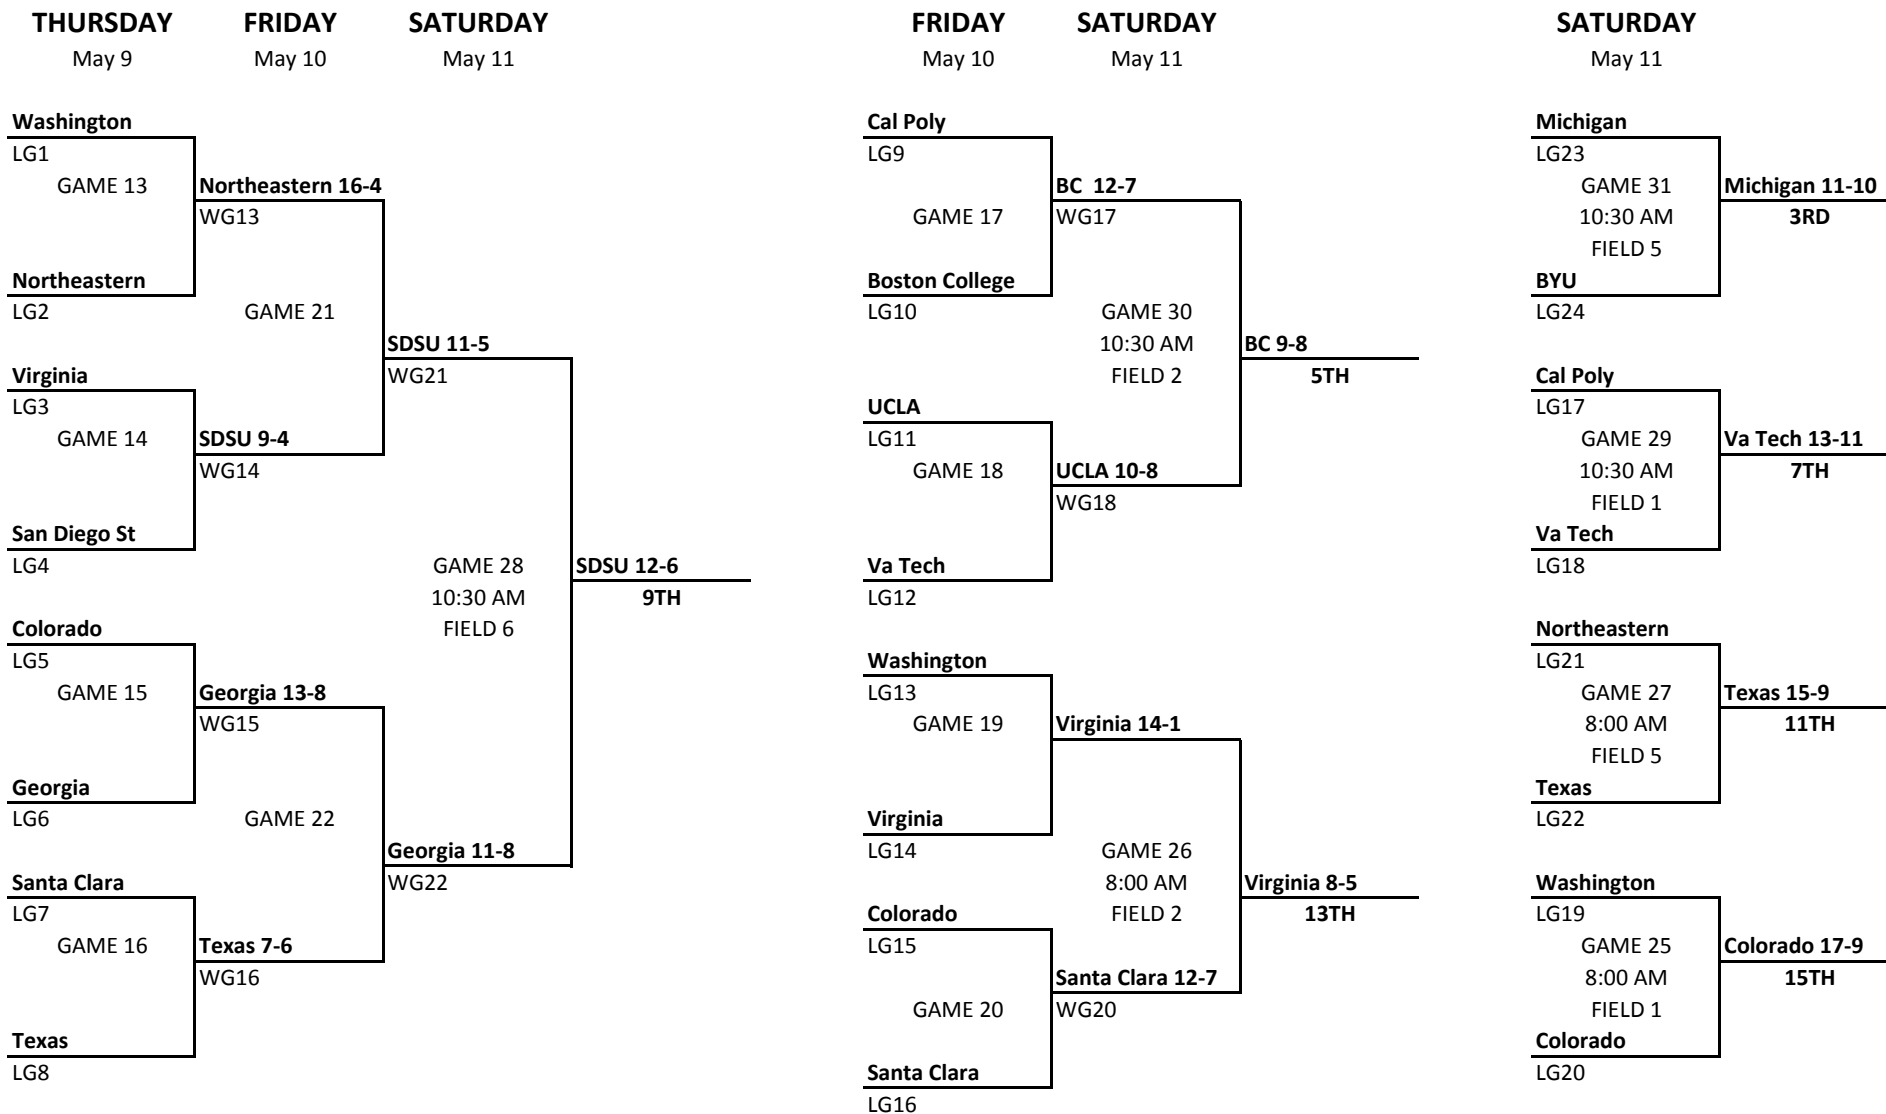 THURSDAY FRIDAY SATURDAY
May 9 May 10 May 11
Washington
LG1
GAME 13
Northeastern 16-4
WG13
Northeastern
LG2
GAME 21
SDSU 11-5
WG21
Virginia
LG3
GAME 14
SDSU 9-4
WG14
San Diego St
LG4
GAME 28
10:30 AM
FIELD 6
SDSU 12-6
9TH
Colorado
LG5
GAME 15
Georgia 13-8
WG15
Georgia
LG6
GAME 22
Georgia 11-8
WG22
Santa Clara
LG7
GAME 16
Texas 7-6
WG16
Texas
LG8
FRIDAY SATURDAY
May 10 May 11
Cal Poly
LG9
GAME 17
BC 12-7
WG17
Boston College
LG10
GAME 30
10:30 AM
FIELD 2
BC 9-8
5TH
UCLA
LG11
GAME 18
UCLA 10-8
WG18
Va Tech
LG12
Washington
LG13
GAME 19
Virginia 14-1
Virginia
LG14
GAME 26
8:00 AM
FIELD 2
Virginia 8-5
13TH
Colorado
LG15
Santa Clara 12-7
GAME 20
WG20
Santa Clara
LG16
SATURDAY
May 11
Michigan
LG23
GAME 31
10:30 AM
FIELD 5
Michigan 11-10
3RD
BYU
LG24
Cal Poly
LG17
GAME 29
10:30 AM
FIELD 1
Va Tech 13-11
7TH
Va Tech
LG18
Northeastern
LG21
GAME 27
8:00 AM
FIELD 5
Texas 15-9
11TH
Texas
LG22
Washington
LG19
GAME 25
8:00 AM
FIELD 1
Colorado 17-9
15TH
Colorado
LG20